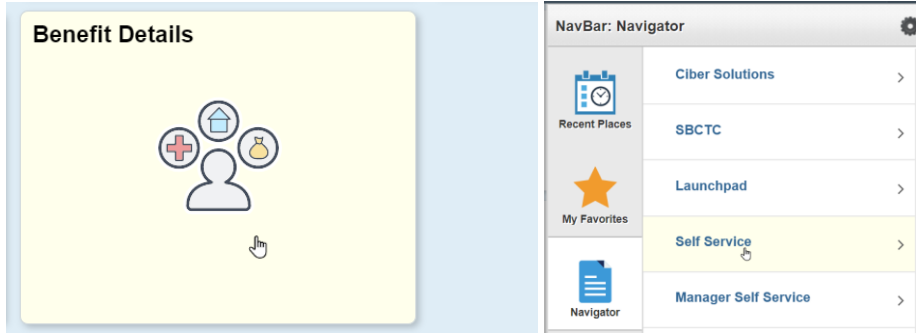 Benefit Details
NavBar: Navigator
Recent Places
My Favorites
Navigator
Ciber Solutions
SBCTC
Launchpad
Self Service
Manager Self Service